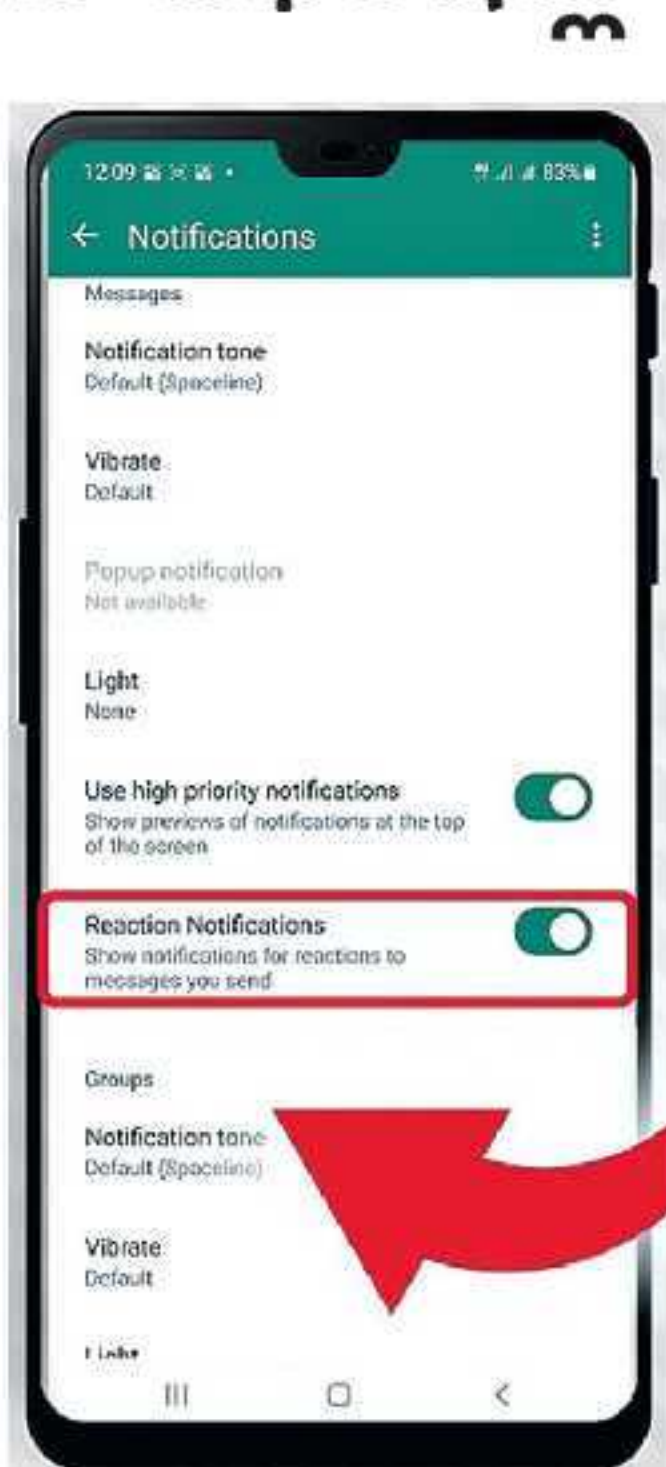 12:09 83%
Notifications
Messages
Notification tone
Default (Spaceline)
Vibrate
Default
Popup notification
Not available
Light
None
Use high priority notifications
Show previews of notifications at the top
of the screen
Reaction Notifications
Show notifications for reactions to
messages you send
Groups
Notification tone
Default (Spaceline)
Vibrate
Default
Light